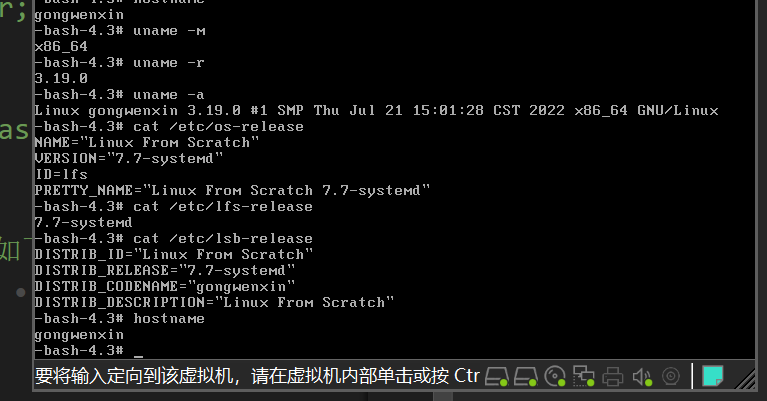 hostname
gongwenxin
-bash-4.3# uname -m
x86_64
-bash-4.3# uname -r
3.19.0
-bash-4.3# uname -a
Linux gongwenxin 3.19.0 #1 SMP Thu Jul 21 15:01:28 CST 2022 x86_64 GNU/Linux
-bash-4.3# cat /etc/os-release
NAME="Linux From Scratch"
VERSION="7.7-systemd"
ID=lfs
PRETTY_NAME="Linux From Scratch 7.7-systemd"
-bash-4.3# cat /etc/lfs-release
7.7-systemd
-bash-4.3# cat /etc/lsb-release
DISTRIB_ID="Linux From Scratch"
DISTRIB_RELEASE="7.7-systemd"
DISTRIB_CODENAME="gongwenxin"
DISTRIB_DESCRIPTION="Linux From Scratch"
-bash-4.3# hostname
gongwenxin
-bash-4.3# _
要将输入定向到该虚拟机，请在虚拟机内部单击或按 Ctr
r;
as
如